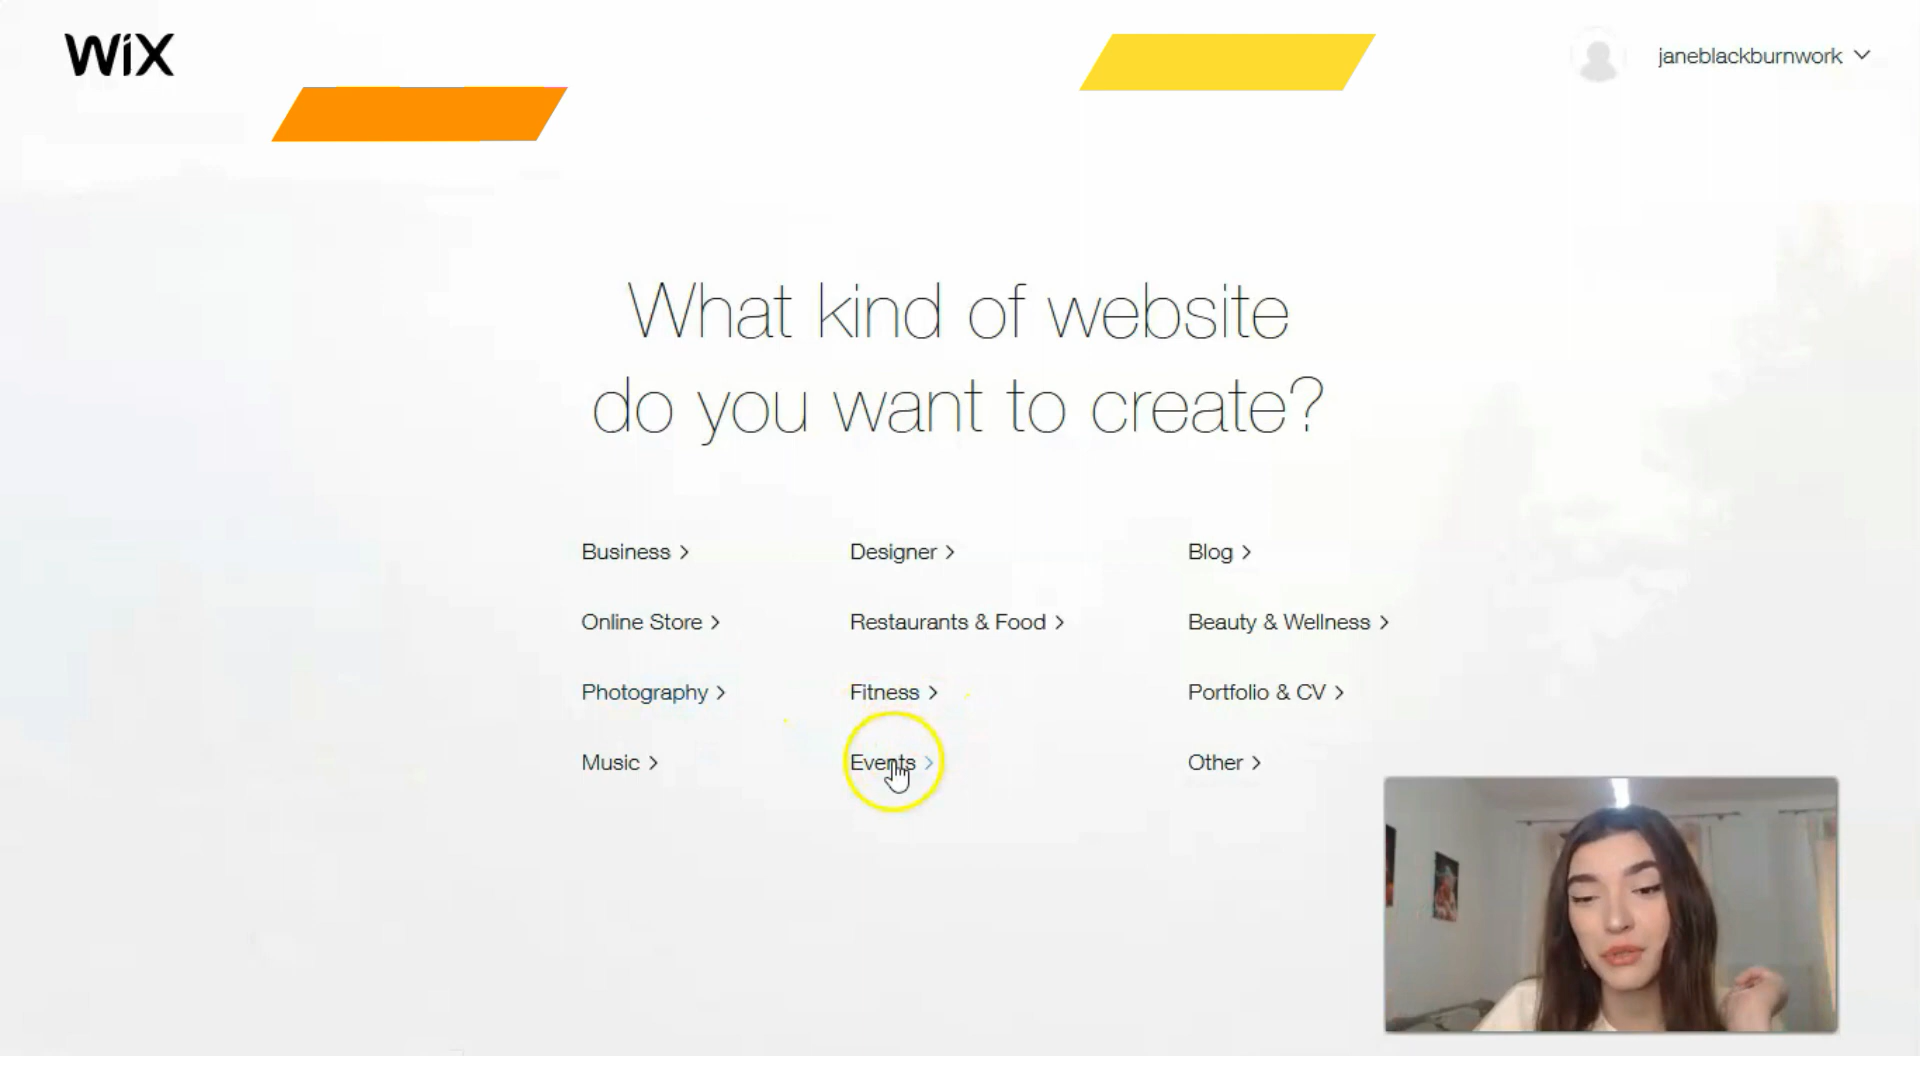 WiX
janeblackburnwork
What kind of website
do you want to create?
Business >
Designer >
Blog >
Online Store >
Restaurants & Food >
Beauty & Wellness >
Photography >
Fitness >
Portfolio & CV >
Music >
Events >
Other >